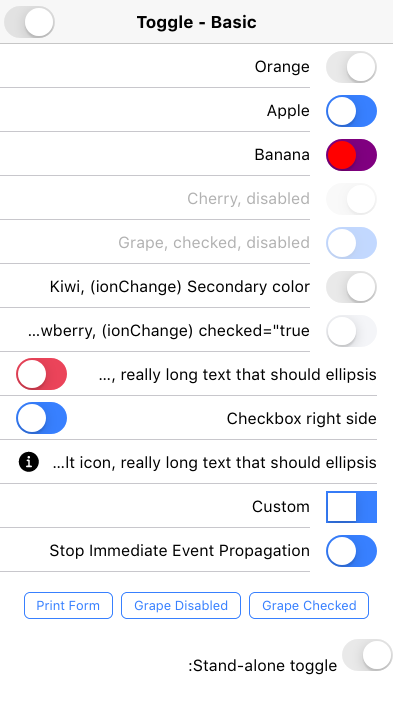 Toggle - Basic
Orange
Apple
Banana
Cherry, disabled
Grape, checked, disabled
Kiwi, (ionChange) Secondary color
...wberry, (ionChange) checked="true
..., really long text that should ellipsis
Checkbox right side
...lt icon, really long text that should ellipsis
Custom
Stop Immediate Event Propagation
Print Form Grape Disabled Grape Checked
:Stand-alone toggle